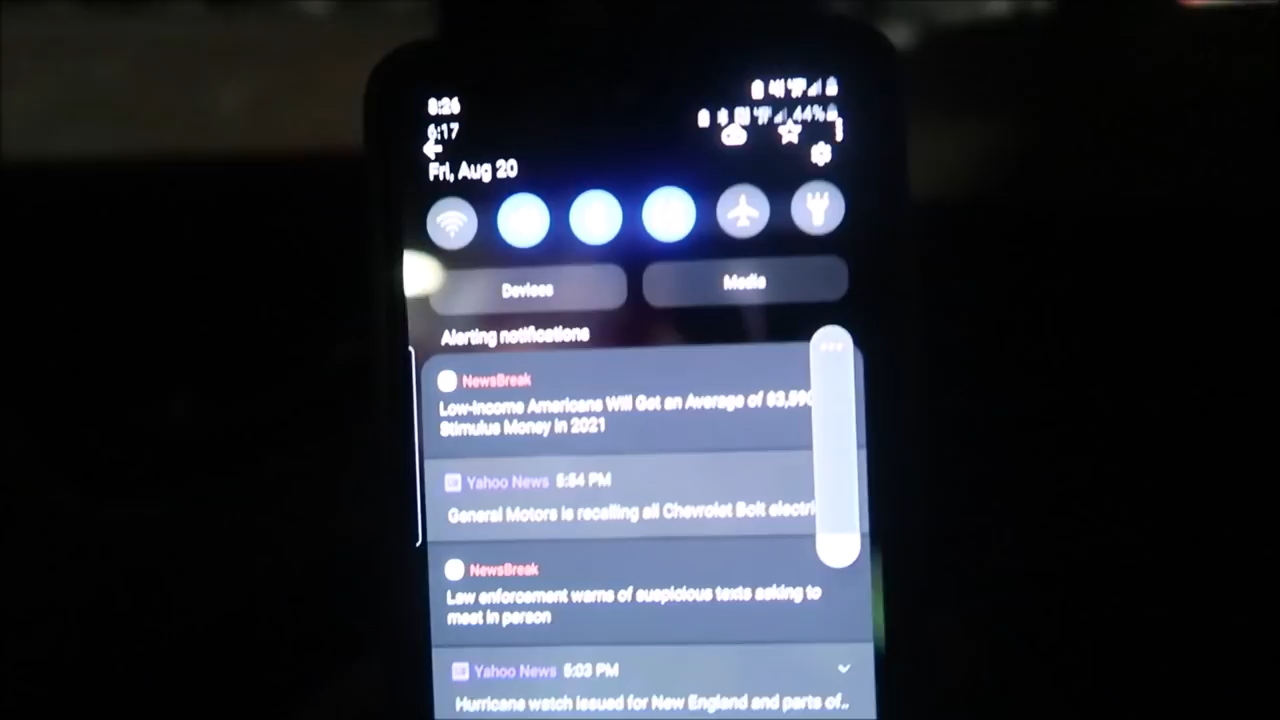 8:26
6:17
44%
Fri, Aug 20
Devices
Media
Alerting notifications
NewsBreak
Low-income Americans Will Get an Average of
Stimulus Money in 2021
Yahoo News 5:54 PM
General Motors is recalling all Chevrolet Bolt electri
NewsBreak
Law enforcement warns of suspicious texts asking to
meet in person
Yahoo News 5:03 PM
Hurricane watch issued for New England and parts of..